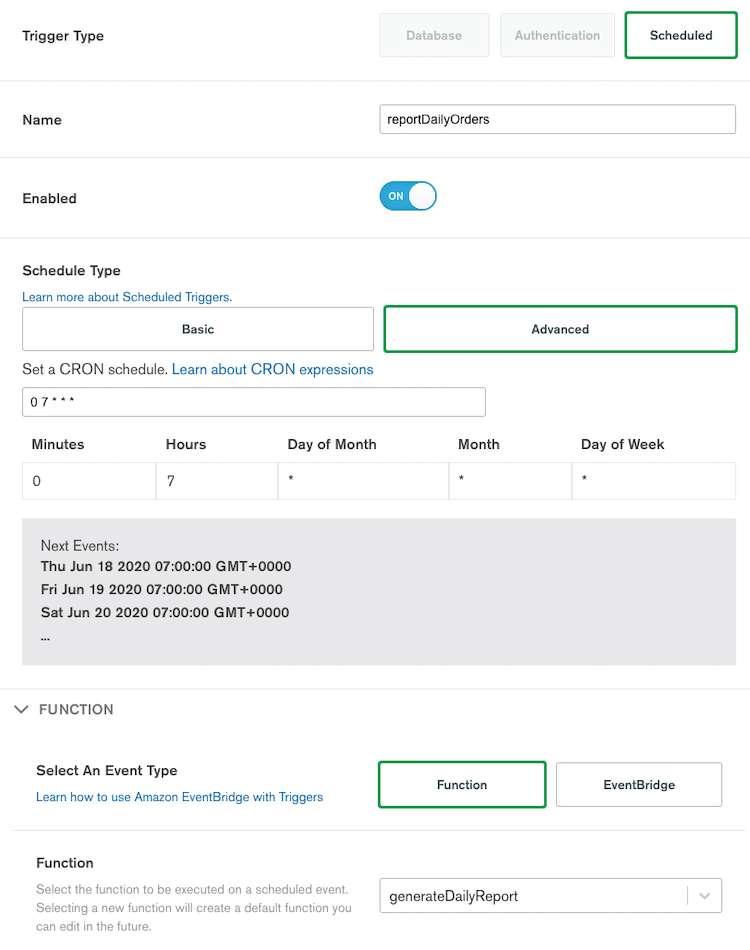 Trigger Type
Database
Authentication
Scheduled
Name
reportDailyOrders
Enabled
ON
Schedule Type
Learn more about Scheduled Triggers.
Basic
Advanced
Set a CRON schedule. Learn about CRON expressions
0 7 * * *
Minutes Hours Day of Month Month Day of Week
0 7 * * *
Next Events:
Thu Jun 18 2020 07:00:00 GMT+0000
Fri Jun 19 2020 07:00:00 GMT+0000
Sat Jun 20 2020 07:00:00 GMT+0000
...
FUNCTION
Select An Event Type
Learn how to use Amazon EventBridge with Triggers
Function
EventBridge
Function
Select the function to be executed on a scheduled event.
Selecting a new function will create a default function you
can edit in the future.
generateDailyReport